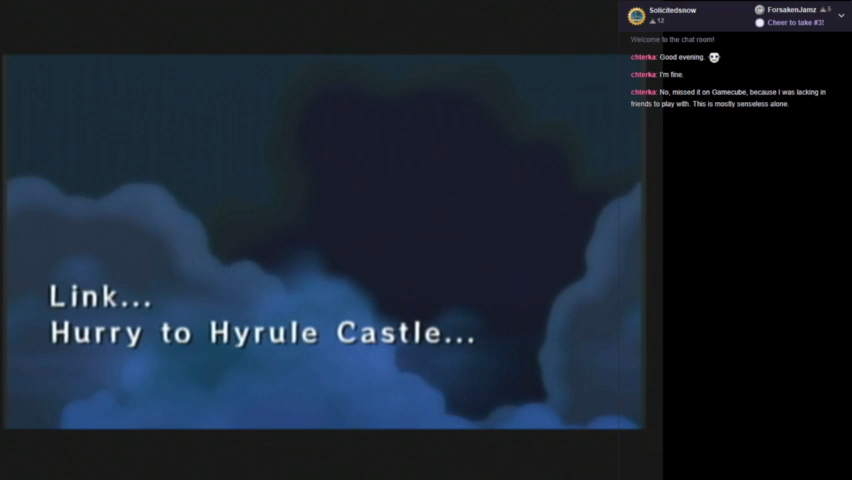 Solicitedsnow
12
ForsakenJamz 5
Cheer to take #3!
Welcome to the chat room!
chterka: Good evening.
chterka: I'm fine.
chterka: No, missed it on Gamecube, because I was lacking in
friends to play with. This is mostly senseless alone.
Link...
Hurry to Hyrule Castle...